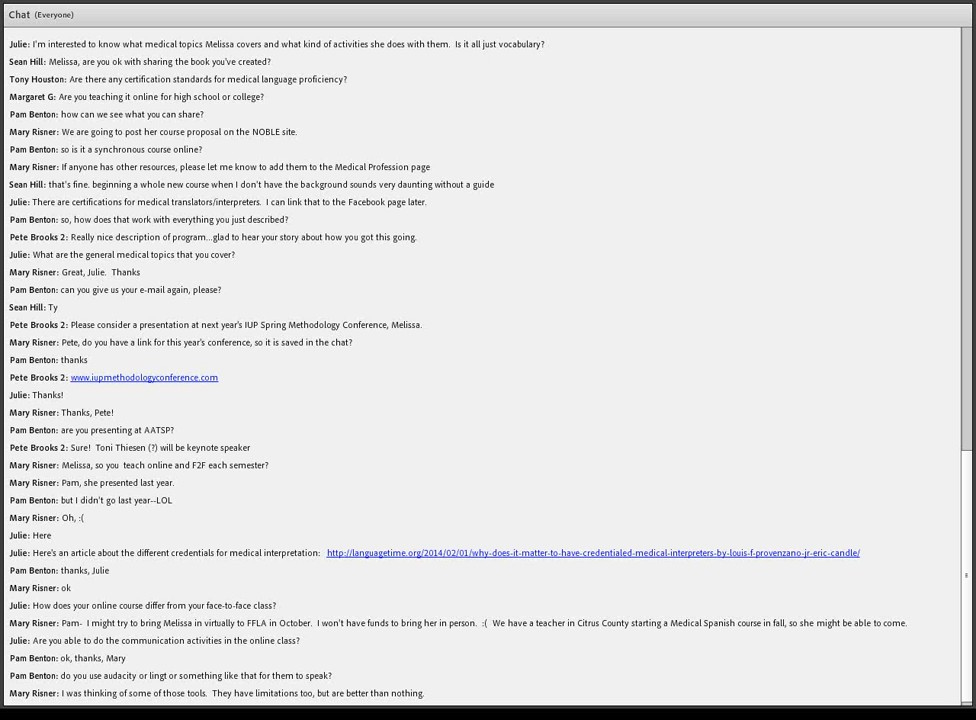 Chat (Everyone)
Julie: I'm interested to know what medical topics Melissa covers and what kind of activities she does with them.  Is it all just vocabulary?
Sean Hill: Melissa, are you ok with sharing the book you've created?
Tony Houston: Are there any certification standards for medical language proficiency?
Margaret G: Are you teaching it online for high school or college?
Pam Benton: how can we see what you can share?
Mary Risner: We are going to post her course proposal on the NOBLE site.
Pam Benton: so is it a synchronous course online?
Mary Risner: If anyone has other resources, please let me know to add them to the Medical Profession page
Sean Hill: that's fine. beginning a whole new course when I don't have the background sounds very daunting without a guide
Julie: There are certifications for medical translators/interpreters.  I can link that to the Facebook page later.
Pam Benton: so, how does that work with everything you just described?
Pete Brooks 2: Really nice description of program...glad to hear your story about how you got this going.
Julie: What are the general medical topics that you cover?
Mary Risner: Great, Julie.  Thanks
Pam Benton: can you give us your e-mail again, please?
Sean Hill: Ty
Pete Brooks 2: Please consider a presentation at next year's IUP Spring Methodology Conference, Melissa.
Mary Risner: Pete, do you have a link for this year's conference, so it is saved in the chat?
Pam Benton: thanks
Pete Brooks 2: www.iupmethodologyconference.com
Julie: Thanks!
Mary Risner: Thanks, Pete!
Pam Benton: are you presenting at AATSP?
Pete Brooks 2: Sure!  Toni Thiesen (?) will be keynote speaker
Mary Risner: Melissa, so you  teach online and F2F each semester?
Mary Risner: Pam, she presented last year.
Pam Benton: but I didn't go last year--LOL
Mary Risner: Oh, :(
Julie: Here
Julie: Here's an article about the different credentials for medical interpretation:  http://languagetime.org/2014/02/01/why-does-it-matter-to-have-credentialed-medical-interpreters-by-louis-f-provenzano-jr-eric-candle/
Pam Benton: thanks, Julie
Mary Risner: ok
Julie: How does your online course differ from your face-to-face class?
Mary Risner: Pam-  I might try to bring Melissa in virtually to FFLA in October.  I won't have funds to bring her in person.  :(  We have a teacher in Citrus County starting a Medical Spanish course in fall, so she might be able to come.
Julie: Are you able to do the communication activities in the online class?
Pam Benton: ok, thanks, Mary
Pam Benton: do you use audacity or lingt or something like that for them to speak?
Mary Risner: I was thinking of some of those tools.  They have limitations too, but are better than nothing.